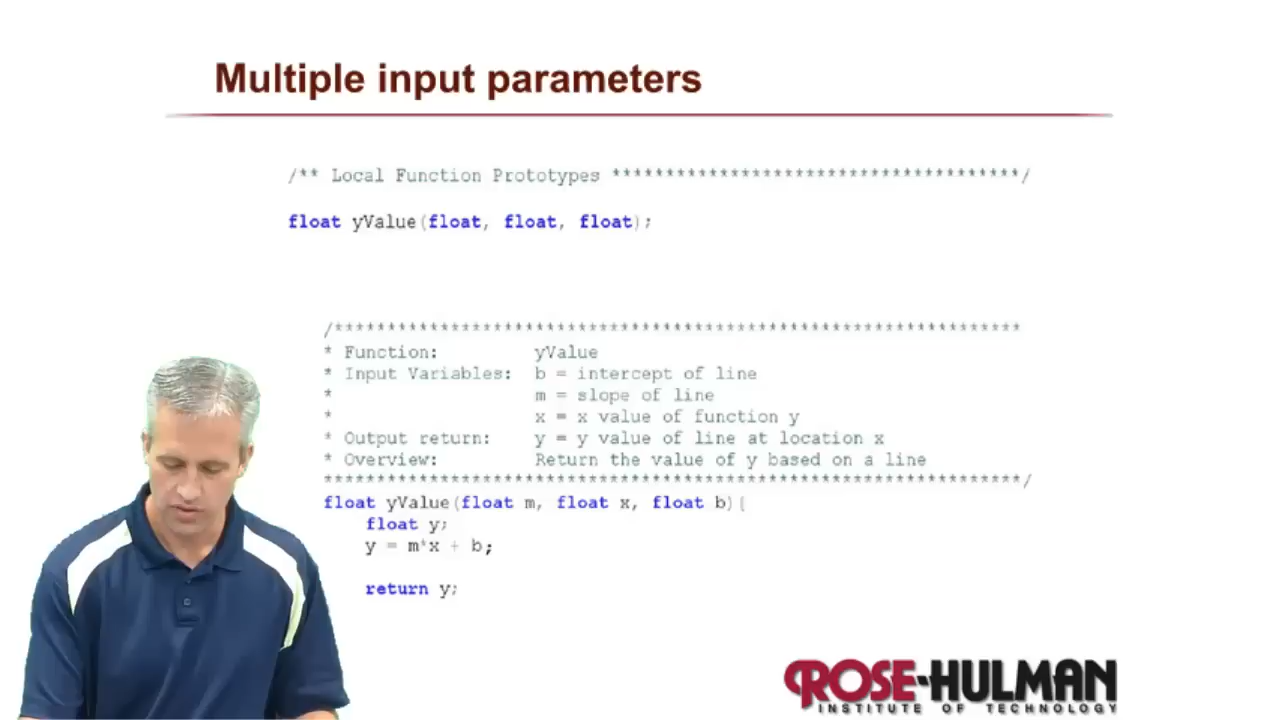 Multiple input parameters
/** Local Function Prototypes **************************************/
float yValue(float, float, float);
/*****************************************************************
* Function: yValue
* Input Variables: b = intercept of line
* m = slope of line
* x = x value of function y
* Output return: y = y value of line at location x
* Overview: Return the value of y based on a line
******************************************************************/
float yValue(float m, float x, float b){
float y;
y = m*x + b;
return y;
ROSE-HULMAN
INSTITUTE OF TECHNOLOGY